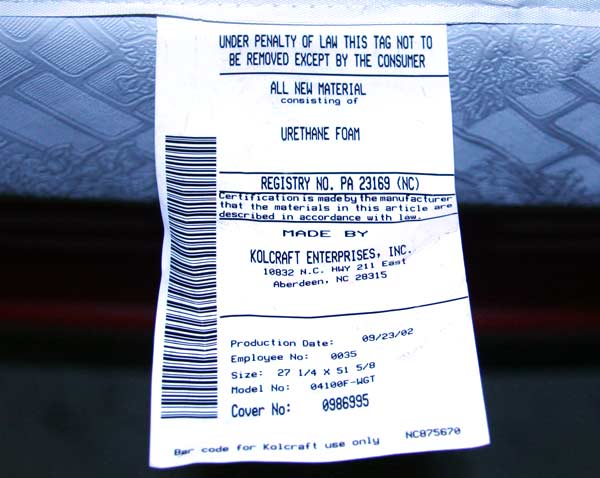 UNDER PENALTY OF LAW THIS TAG NOT TO
BE REMOVED EXCEPT BY THE CONSUMER
ALL NEW MATERIAL
consisting of
URETHANE FOAM
REGISTRY NO. PA 23169 (NC)
Certification is made by the manufacturer
that the materials in this article are
described in accordance with law.
MADE BY
KOLCRAFT ENTERPRISES, INC.
10832 N.C. HWY 211 East
Aberdeen, NC 28315
Production Date: 09/23/02
Employee No: 0035
Size: 27 1/4 X 51 5/8
Model No: 04100F-WGT
Cover No: 0986995
Bar code for Kolcraft use only NC875670